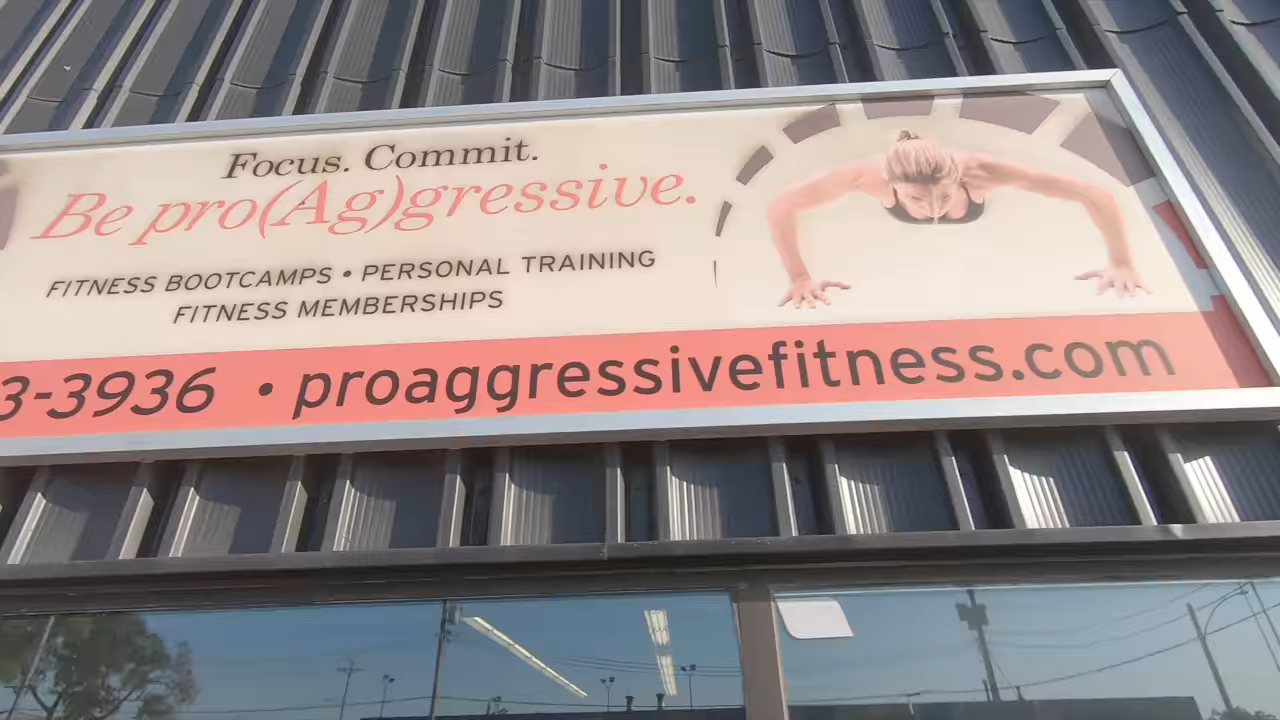 Focus. Commit.
Be pro(Ag)gressive.
FITNESS BOOTCAMPS • PERSONAL TRAINING
FITNESS MEMBERSHIPS
3-3936 • proaggressivefitness.com